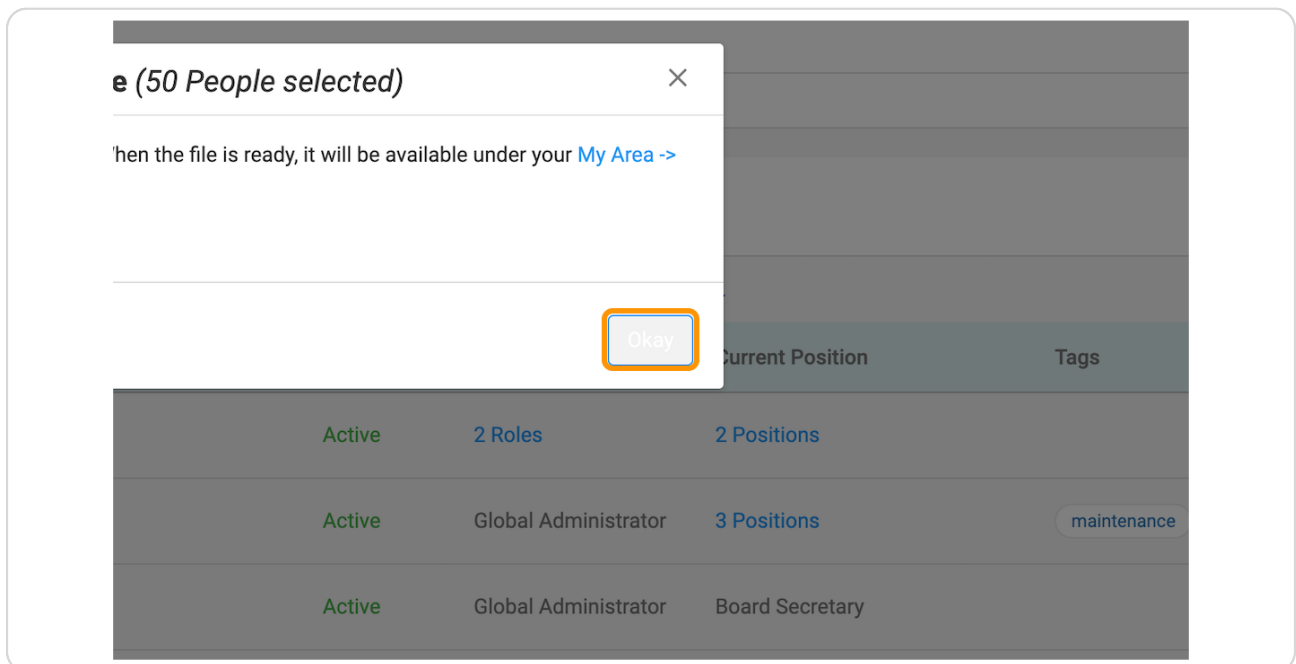 e (50 People selected)
hen the file is ready, it will be available under your My Area ->
Okay
urrent Position Tags
Active 2 Roles 2 Positions
Active Global Administrator 3 Positions maintenance
Active Global Administrator Board Secretary